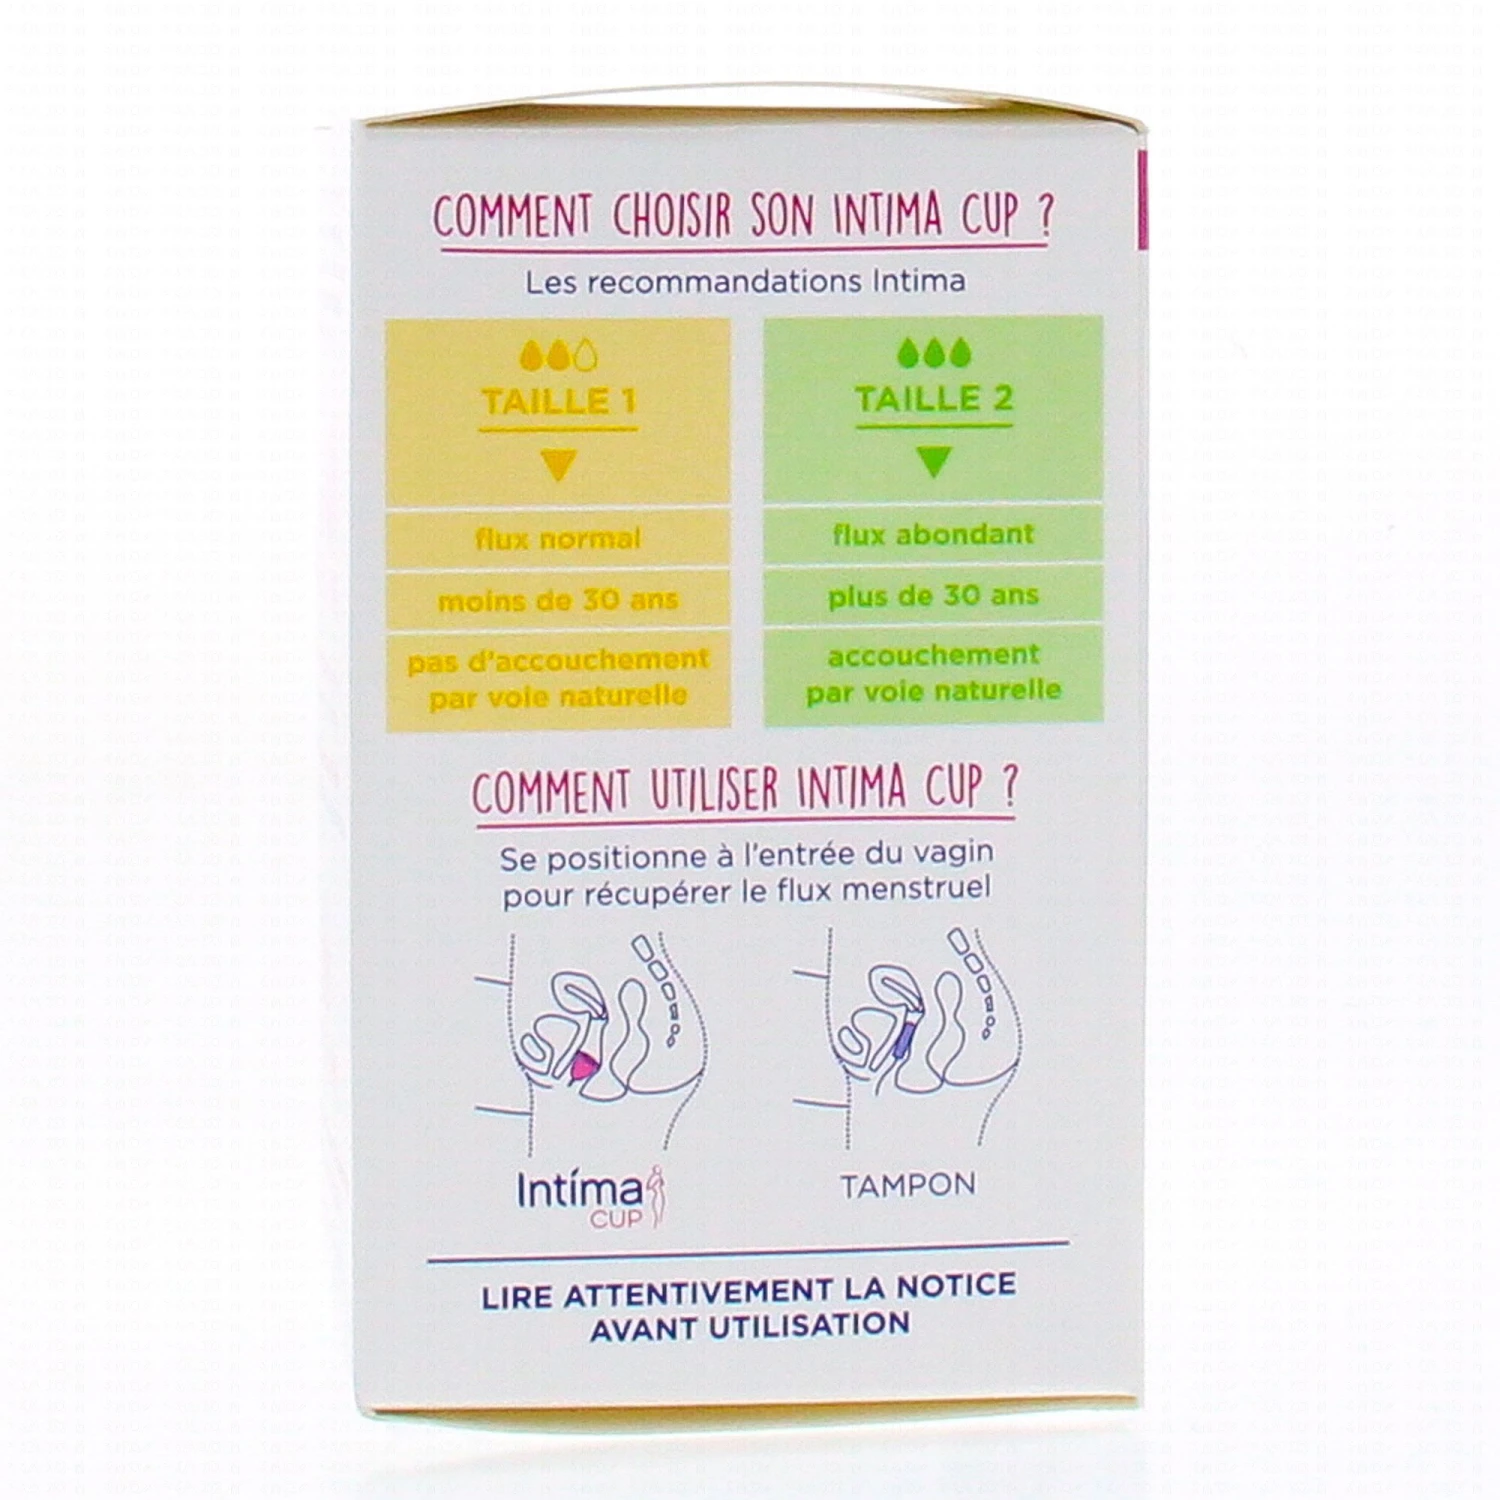 COMMENT CHOISIR SON INTIMA CUP ?
Les recommandations Intima
TAILLE 1
flux normal
moins de 30 ans
pas d'accouchement
par voie naturelle
TAILLE 2
flux abondant
plus de 30 ans
accouchement
par voie naturelle
COMMENT UTILISER INTIMA CUP ?
Se positionne à l'entrée du vagin
pour récupérer le flux menstruel
Intíma
CUP
TAMPON
LIRE ATTENTIVEMENT LA NOTICE
AVANT UTILISATION